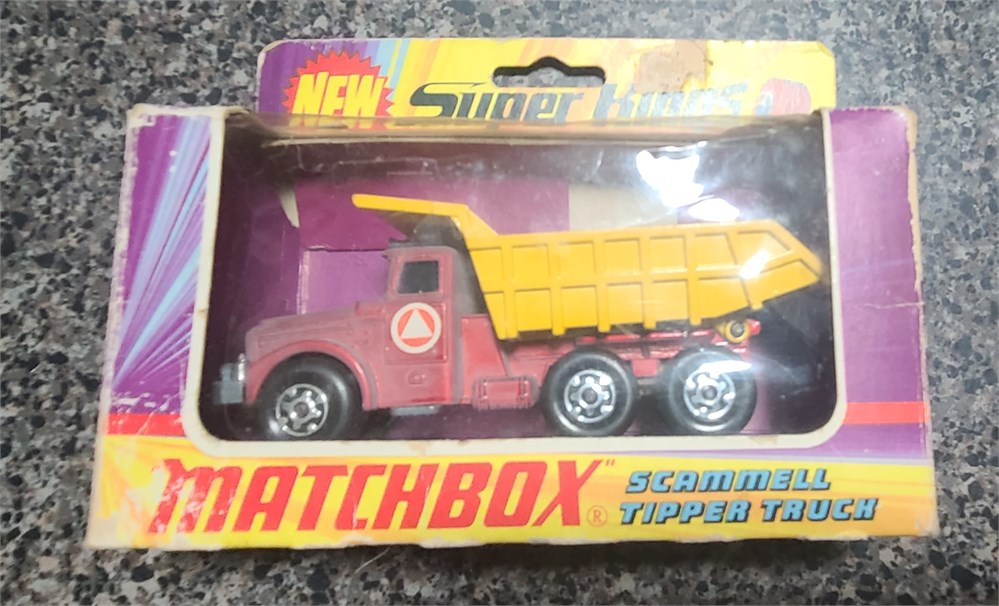 NEW
Super Kings
MATCHBOX"®
SCAMMELL
TIPPER TRUCK